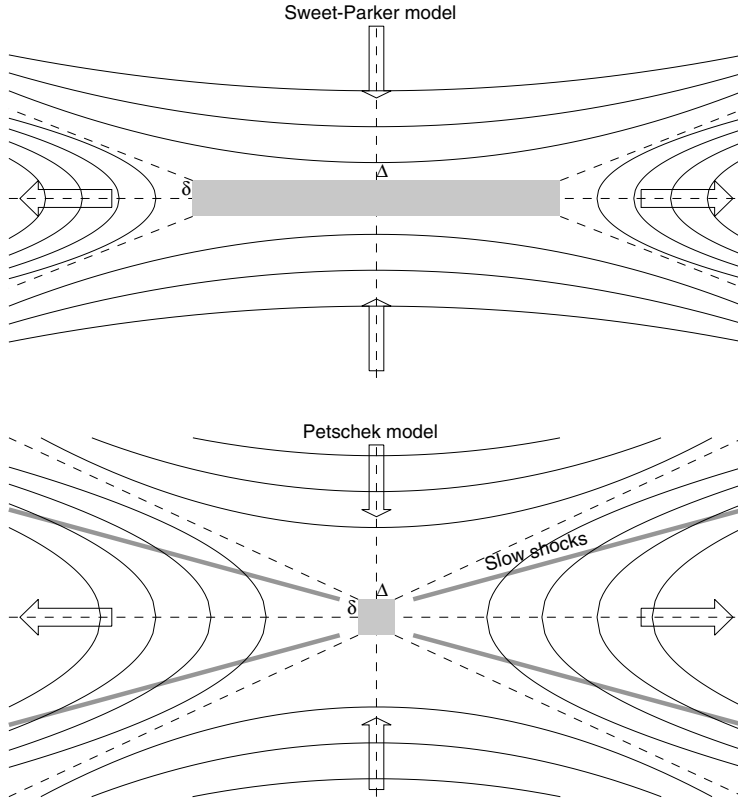 Sweet-Parker model
Δ
δ
Petschek model
Slow shocks
Δ
δ